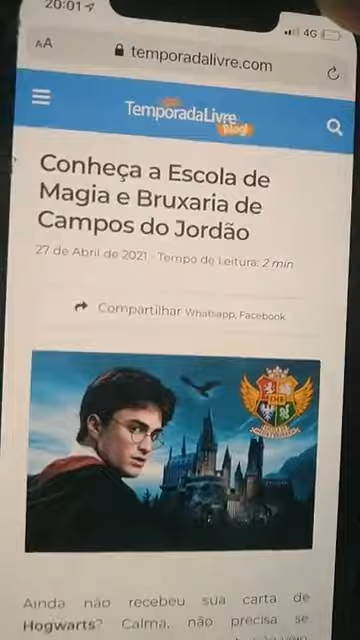 20:01
4G
AA
temporadalivre.com
TemporadaLivre
blog!
Conheça a Escola de
Magia e Bruxaria de
Campos do Jordão
27 de Abril de 2021 - Tempo de Leitura: 2 min
Compartilhar Whatsapp, Facebook
EMB
Ainda não recebeu sua carta de
Hogwarts? Calma, não precisa se